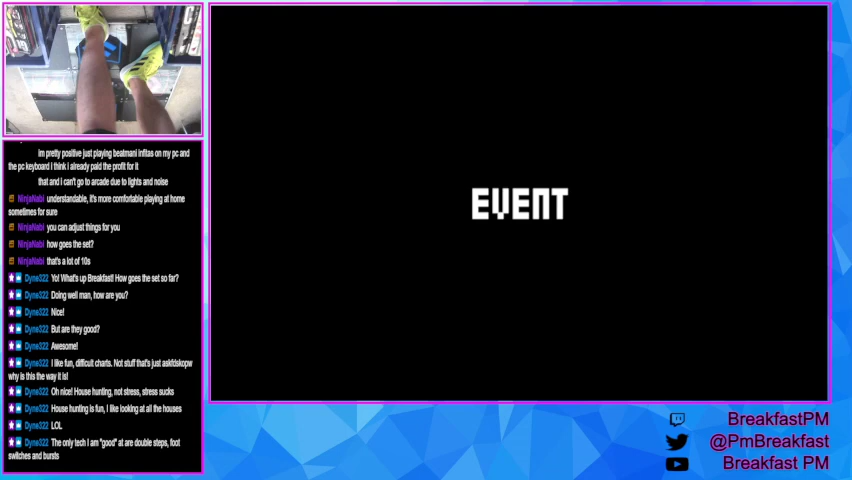 im pretty positive just playing beatmani infitas on my pc and
the pc keyboard I think I already paid the profit for it
that and i can't go to arcade due to lights and noise
NinjaNabi understandable, it's more comfortable playing at home
sometimes for sure
NinjaNabi you can adjust things for you
NinjaNabi how goes the set?
NinjaNabi that's a lot of 10s
Dyne322 Yo! What's up Breakfast! How goes the set so far?
Dyne322 Doing well man, how are you?
Dyne322 Nice!
Dyne322 But are they good?
Dyne322 Awesome!
Dyne322 I like fun, difficult charts. Not stuff that's just askfdskopw
why is this the way it is!
Dyne322 Oh nice! House hunting, not stress, stress sucks
Dyne322 House hunting is fun, I like looking at all the houses
Dyne322 LOL
Dyne322 The only tech I am "good" at are double steps, foot
switches and bursts
EVENT
BreakfastPM
@PmBreakfast
Breakfast PM